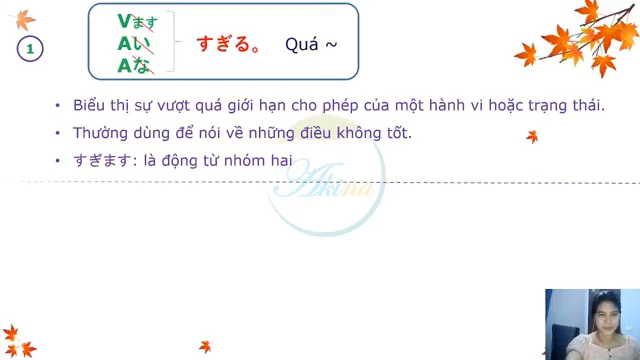 Vます
1
Aい
すぎる。 Quá ~
Aな
• Biểu thị sự vượt quá giới hạn cho phép của một hành vi hoặc trạng thái.
• Thường dùng để nói về những điều không tốt.
• すぎます: là động từ nhóm hai
Akina